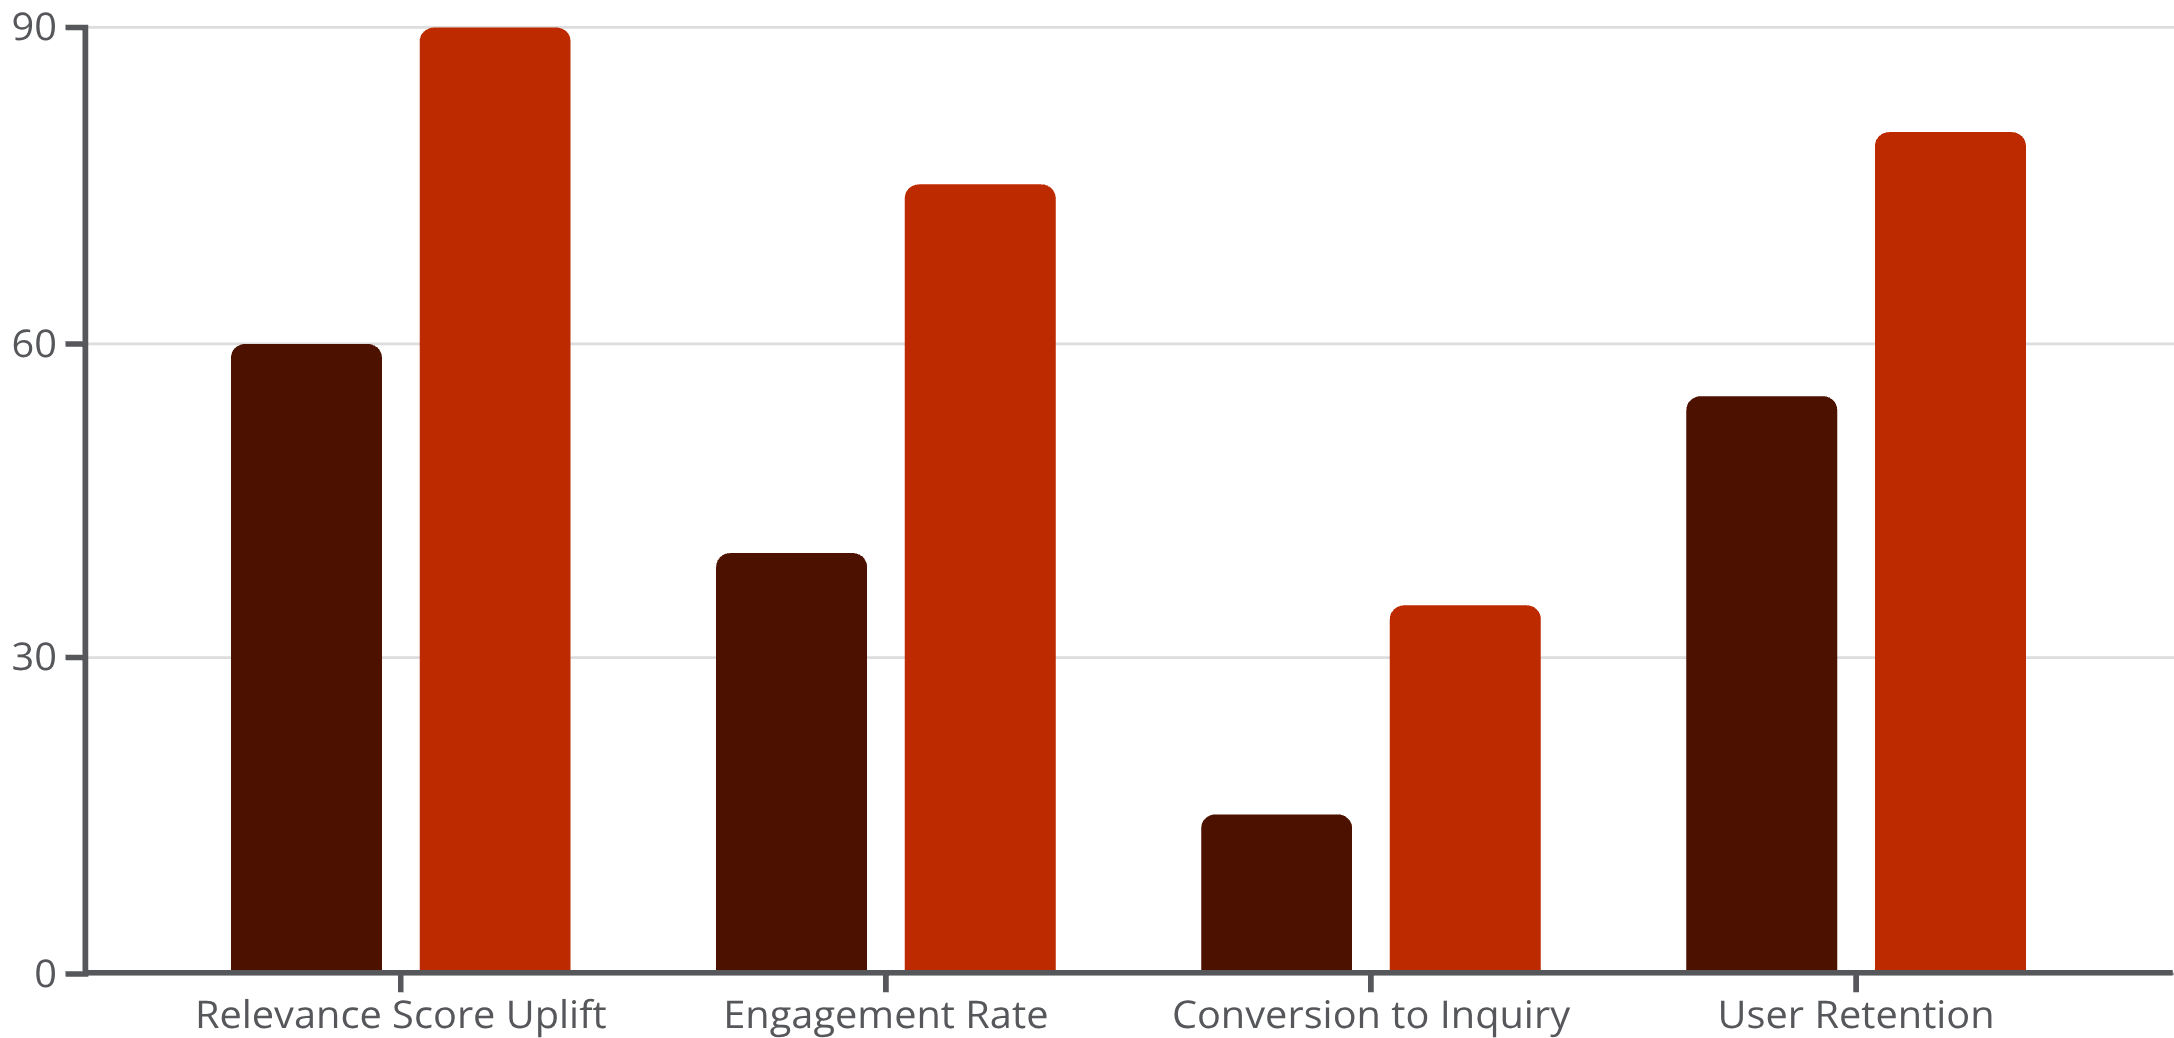 90
60
30
0
Relevance Score Uplift
Engagement Rate
Conversion to Inquiry
User Retention